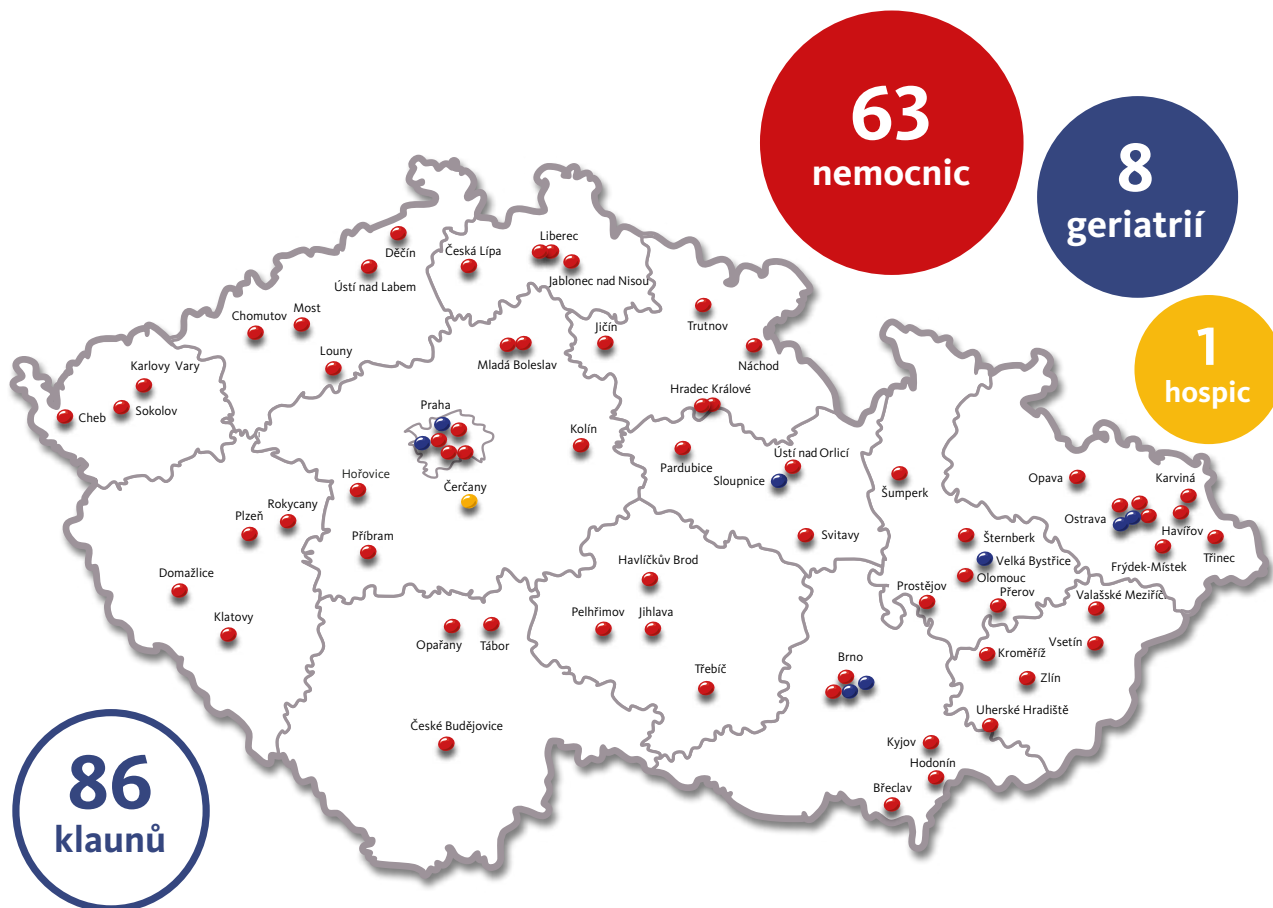 63
nemocnic
8
geriatrií
1
hospic
Děčín
Ústí nad Labem
Česká Lípa
Liberec
Jablonec nad Nisou
Chomutov
Most
Louny
Mladá Boleslav
Jičín
Trutnov
Náchod
Karlovy Vary
Cheb
Sokolov
Praha
Kolín
Hradec Králové
Pardubice
Ústí nad Orlicí
Sloupnice
Svitavy
Hořovice
Čerčany
Příbram
Rokycany
Plzeň
Domažlice
Klatovy
Šumperk
Opava
Karviná
Ostrava
Havířov
Třinec
Frýdek-Místek
Šternberk
Velká Bystřice
Olomouc
Přerov
Prostějov
Valašské Meziříč.
Vsetín
Kroměříž
Zlín
Uherské Hradiště
Havlíčkův Brod
Pelhřimov
Jihlava
Třebíč
Opařany
Tábor
České Budějovice
Brno
Kyjov
Hodonín
Břeclav
86
klaunů